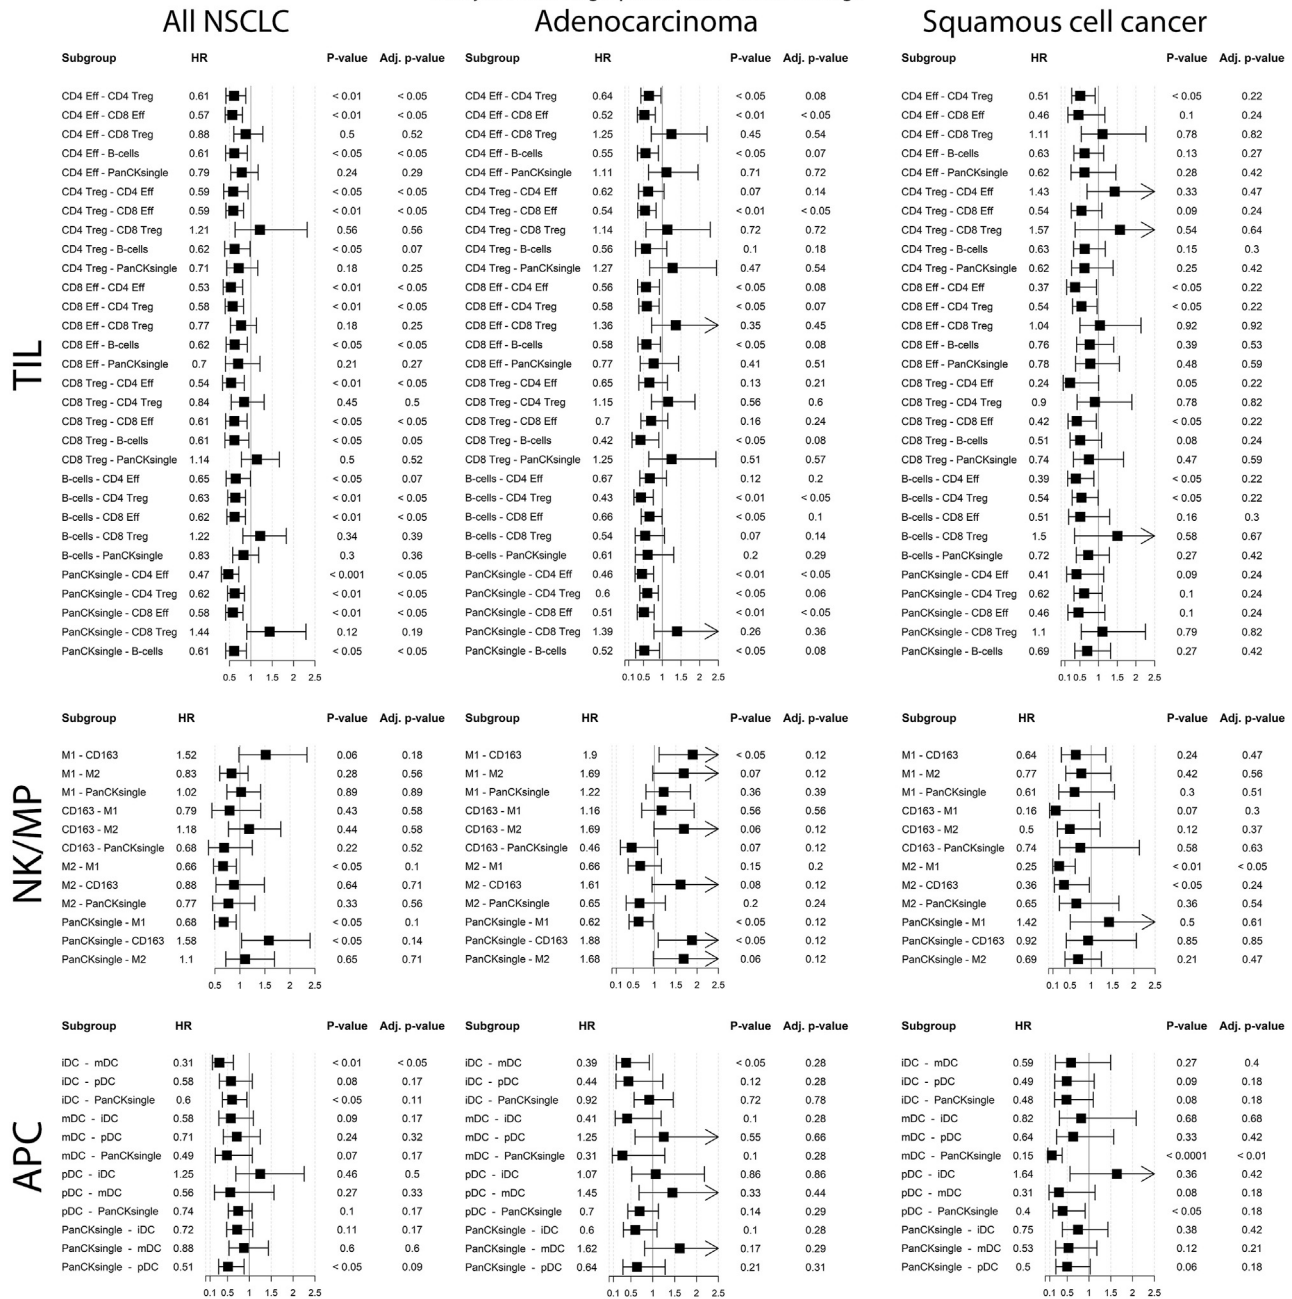 All NSCLC Adenocarcinoma Squamous cell cancer
TIL
Subgroup HR P-value Adj. p-value Subgroup HR P-value Adj. p-value Subgroup HR P-value Adj. p-value
CD4 Eff - CD4 Treg 0.61 < 0.01 < 0.05 CD4 Eff - CD4 Treg 0.64 < 0.05 0.08 CD4 Eff - CD4 Treg 0.51 < 0.05 0.22
CD4 Eff - CD8 Eff 0.57 < 0.01 < 0.05 CD4 Eff - CD8 Eff 0.52 < 0.01 < 0.05 CD4 Eff - CD8 Eff 0.46 0.1 0.24
CD4 Eff - CD8 Treg 0.88 0.5 0.52 CD4 Eff - CD8 Treg 1.25 0.45 0.54 CD4 Eff - CD8 Treg 1.11 0.78 0.82
CD4 Eff - B-cells 0.61 < 0.05 < 0.05 CD4 Eff - B-cells 0.55 < 0.05 0.07 CD4 Eff - B-cells 0.63 0.13 0.27
CD4 Eff - PanCKsingle 0.79 0.24 0.29 CD4 Eff - PanCKsingle 1.11 0.71 0.72 CD4 Eff - PanCKsingle 0.62 0.28 0.42
CD4 Treg - CD4 Eff 0.59 < 0.05 < 0.05 CD4 Treg - CD4 Eff 0.62 0.07 0.14 CD4 Treg - CD4 Eff 1.43 0.33 0.47
CD4 Treg - CD8 Eff 0.59 < 0.01 < 0.05 CD4 Treg - CD8 Eff 0.54 < 0.01 < 0.05 CD4 Treg - CD8 Eff 0.54 0.09 0.24
CD4 Treg - CD8 Treg 1.21 0.56 0.56 CD4 Treg - CD8 Treg 1.14 0.72 0.72 CD4 Treg - CD8 Treg 1.57 0.54 0.64
CD4 Treg - B-cells 0.62 < 0.05 0.07 CD4 Treg - B-cells 0.56 0.1 0.18 CD4 Treg - B-cells 0.63 0.15 0.3
CD4 Treg - PanCKsingle 0.71 0.18 0.25 CD4 Treg - PanCKsingle 1.27 0.47 0.54 CD4 Treg - PanCKsingle 0.62 0.25 0.42
CD8 Eff - CD4 Eff 0.53 < 0.01 < 0.05 CD8 Eff - CD4 Eff 0.56 < 0.05 0.08 CD8 Eff - CD4 Eff 0.37 < 0.05 0.22
CD8 Eff - CD4 Treg 0.58 < 0.01 < 0.05 CD8 Eff - CD4 Treg 0.58 < 0.05 0.07 CD8 Eff - CD4 Treg 0.54 < 0.05 0.22
CD8 Eff - CD8 Treg 0.77 0.18 0.25 CD8 Eff - CD8 Treg 1.36 0.35 0.45 CD8 Eff - CD8 Treg 1.04 0.92 0.92
CD8 Eff - B-cells 0.62 < 0.05 < 0.05 CD8 Eff - B-cells 0.58 < 0.05 0.08 CD8 Eff - B-cells 0.76 0.39 0.53
CD8 Eff - PanCKsingle 0.7 0.21 0.27 CD8 Eff - PanCKsingle 0.77 0.41 0.51 CD8 Eff - PanCKsingle 0.78 0.48 0.59
CD8 Treg - CD4 Eff 0.54 < 0.01 < 0.05 CD8 Treg - CD4 Eff 0.65 0.13 0.21 CD8 Treg - CD4 Eff 0.24 0.05 0.22
CD8 Treg - CD4 Treg 0.84 0.45 0.5 CD8 Treg - CD4 Treg 1.15 0.56 0.6 CD8 Treg - CD4 Treg 0.9 0.78 0.82
CD8 Treg - CD8 Eff 0.61 < 0.05 < 0.05 CD8 Treg - CD8 Eff 0.7 0.16 0.24 CD8 Treg - CD8 Eff 0.42 < 0.05 0.22
CD8 Treg - B-cells 0.61 < 0.05 0.05 CD8 Treg - B-cells 0.42 < 0.05 0.08 CD8 Treg - B-cells 0.51 0.08 0.24
CD8 Treg - PanCKsingle 1.14 0.5 0.52 CD8 Treg - PanCKsingle 1.25 0.51 0.57 CD8 Treg - PanCKsingle 0.74 0.47 0.59
B-cells - CD4 Eff 0.65 < 0.05 0.07 B-cells - CD4 Eff 0.67 0.12 0.2 B-cells - CD4 Eff 0.39 < 0.05 0.22
B-cells - CD4 Treg 0.63 < 0.01 < 0.05 B-cells - CD4 Treg 0.43 < 0.01 < 0.05 B-cells - CD4 Treg 0.54 < 0.05 0.22
B-cells - CD8 Eff 0.62 < 0.01 < 0.05 B-cells - CD8 Eff 0.66 < 0.05 0.1 B-cells - CD8 Eff 0.51 0.16 0.3
B-cells - CD8 Treg 1.22 0.34 0.39 B-cells - CD8 Treg 0.54 0.07 0.14 B-cells - CD8 Treg 1.5 0.58 0.67
B-cells - PanCKsingle 0.83 0.3 0.36 B-cells - PanCKsingle 0.61 0.2 0.29 B-cells - PanCKsingle 0.72 0.27 0.42
PanCKsingle - CD4 Eff 0.47 < 0.001 < 0.05 PanCKsingle - CD4 Eff 0.46 < 0.01 < 0.05 PanCKsingle - CD4 Eff 0.41 0.09 0.24
PanCKsingle - CD4 Treg 0.62 < 0.01 < 0.05 PanCKsingle - CD4 Treg 0.6 < 0.05 0.06 PanCKsingle - CD4 Treg 0.62 0.1 0.24
PanCKsingle - CD8 Eff 0.58 < 0.01 < 0.05 PanCKsingle - CD8 Eff 0.51 < 0.01 < 0.05 PanCKsingle - CD8 Eff 0.46 0.1 0.24
PanCKsingle - CD8 Treg 1.44 0.12 0.19 PanCKsingle - CD8 Treg 1.39 0.26 0.36 PanCKsingle - CD8 Treg 1.1 0.79 0.82
PanCKsingle - B-cells 0.61 < 0.05 < 0.05 PanCKsingle - B-cells 0.52 < 0.05 0.08 PanCKsingle - B-cells 0.69 0.27 0.42
0.5 1 1.5 2 2.5 0.1 0.5 1 1.5 2 2.5 0.1 0.5 1 1.5 2 2.5
NK/MP
Subgroup HR P-value Adj. p-value Subgroup HR P-value Adj. p-value Subgroup HR P-value Adj. p-value
M1 - CD163 1.52 0.06 0.18 M1 - CD163 1.9 < 0.05 0.12 M1 - CD163 0.64 0.24 0.47
M1 - M2 0.83 0.28 0.56 M1 - M2 1.69 0.07 0.12 M1 - M2 0.77 0.42 0.56
M1 - PanCKsingle 1.02 0.89 0.89 M1 - PanCKsingle 1.22 0.36 0.39 M1 - PanCKsingle 0.61 0.3 0.51
CD163 - M1 0.79 0.43 0.58 CD163 - M1 1.16 0.56 0.56 CD163 - M1 0.16 0.07 0.3
CD163 - M2 1.18 0.44 0.58 CD163 - M2 1.69 0.06 0.12 CD163 - M2 0.5 0.12 0.37
CD163 - PanCKsingle 0.68 0.22 0.52 CD163 - PanCKsingle 0.46 0.07 0.12 CD163 - PanCKsingle 0.74 0.58 0.63
M2 - M1 0.66 < 0.05 0.1 M2 - M1 0.66 0.15 0.2 M2 - M1 0.25 < 0.01 < 0.05
M2 - CD163 0.88 0.64 0.71 M2 - CD163 1.61 0.08 0.12 M2 - CD163 0.36 < 0.05 0.24
M2 - PanCKsingle 0.77 0.33 0.56 M2 - PanCKsingle 0.65 0.2 0.24 M2 - PanCKsingle 0.65 0.36 0.54
PanCKsingle - M1 0.68 < 0.05 0.1 PanCKsingle - M1 0.62 < 0.05 0.12 PanCKsingle - M1 1.42 0.5 0.61
PanCKsingle - CD163 1.58 < 0.05 0.14 PanCKsingle - CD163 1.88 < 0.05 0.12 PanCKsingle - CD163 0.92 0.85 0.85
PanCKsingle - M2 1.1 0.65 0.71 PanCKsingle - M2 1.68 0.06 0.12 PanCKsingle - M2 0.69 0.21 0.47
0.5 1 1.5 2 2.5 0.1 0.5 1 1.5 2 2.5 0.1 0.5 1 1.5 2 2.5
APC
Subgroup HR P-value Adj. p-value Subgroup HR P-value Adj. p-value Subgroup HR P-value Adj. p-value
iDC - mDC 0.31 < 0.01 < 0.05 iDC - mDC 0.39 < 0.05 0.28 iDC - mDC 0.59 0.27 0.4
iDC - pDC 0.58 0.08 0.17 iDC - pDC 0.44 0.12 0.28 iDC - pDC 0.49 0.09 0.18
iDC - PanCKsingle 0.6 < 0.05 0.11 iDC - PanCKsingle 0.92 0.72 0.78 iDC - PanCKsingle 0.48 0.08 0.18
mDC - iDC 0.58 0.09 0.17 mDC - iDC 0.41 0.1 0.28 mDC - iDC 0.82 0.68 0.68
mDC - pDC 0.71 0.24 0.32 mDC - pDC 1.25 0.55 0.66 mDC - pDC 0.64 0.33 0.42
mDC - PanCKsingle 0.49 0.07 0.17 mDC - PanCKsingle 0.31 0.1 0.28 mDC - PanCKsingle 0.15 < 0.0001 < 0.01
pDC - iDC 1.25 0.46 0.5 pDC - iDC 1.07 0.86 0.86 pDC - iDC 1.64 0.36 0.42
pDC - mDC 0.56 0.27 0.33 pDC - mDC 1.45 0.33 0.44 pDC - mDC 0.31 0.08 0.18
pDC - PanCKsingle 0.74 0.1 0.17 pDC - PanCKsingle 0.7 0.14 0.29 pDC - PanCKsingle 0.4 < 0.05 0.18
PanCKsingle - iDC 0.72 0.11 0.17 PanCKsingle - iDC 0.6 0.1 0.28 PanCKsingle - iDC 0.75 0.38 0.42
PanCKsingle - mDC 0.88 0.6 0.6 PanCKsingle - mDC 1.62 0.17 0.29 PanCKsingle - mDC 0.53 0.12 0.21
PanCKsingle - pDC 0.51 < 0.05 0.09 PanCKsingle - pDC 0.64 0.21 0.31 PanCKsingle - pDC 0.5 0.06 0.18
0.1 0.5 1 1.5 2 2.5 0.1 0.5 1 1.5 2 2.5 0.1 0.5 1 1.5 2 2.5